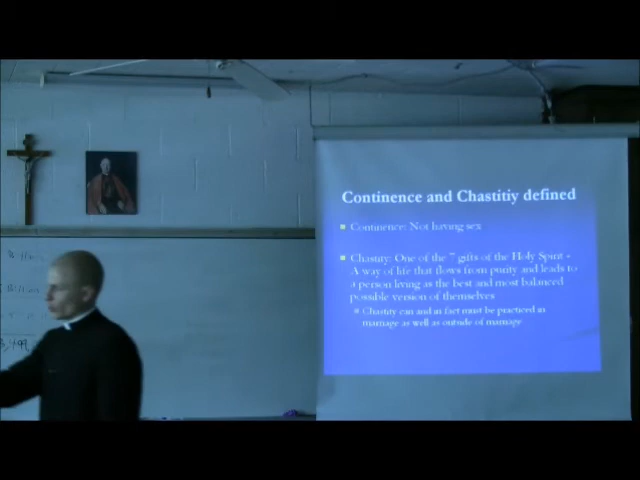 Continence and Chastitiy defined
Continence: Not having sex
Chastity: One of the 7 gifts of the Holy Spirit -
A way of life that flows from purity and leads to
a person living as the best and most balanced
possible version of themselves
Chastity can and in fact must be practiced in
marriage as well as outside of marriage